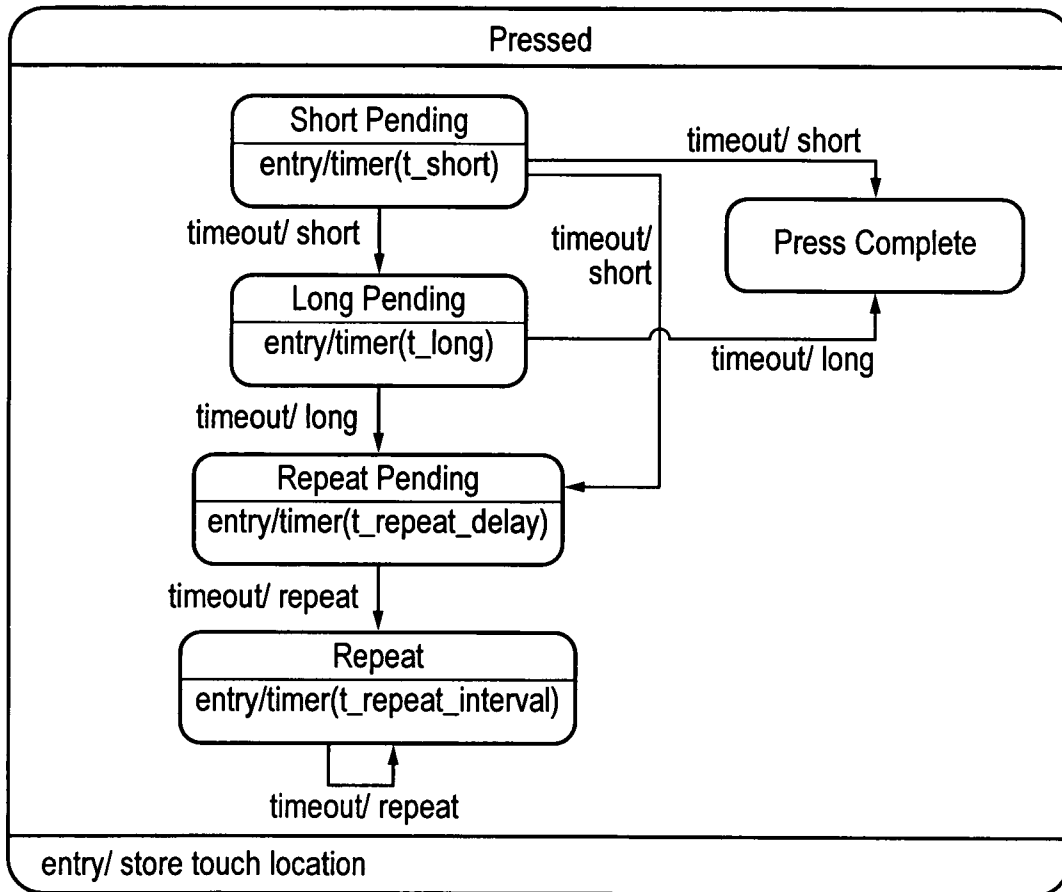 Pressed
Short Pending
entry/timer(t_short)
timeout/ short
Press Complete
timeout/ short
timeout/
short
Long Pending
entry/timer(t_long)
timeout/ long
timeout/ long
Repeat Pending
entry/timer(t_repeat_delay)
timeout/ repeat
Repeat
entry/timer(t_repeat_interval)
timeout/ repeat
entry/ store touch location